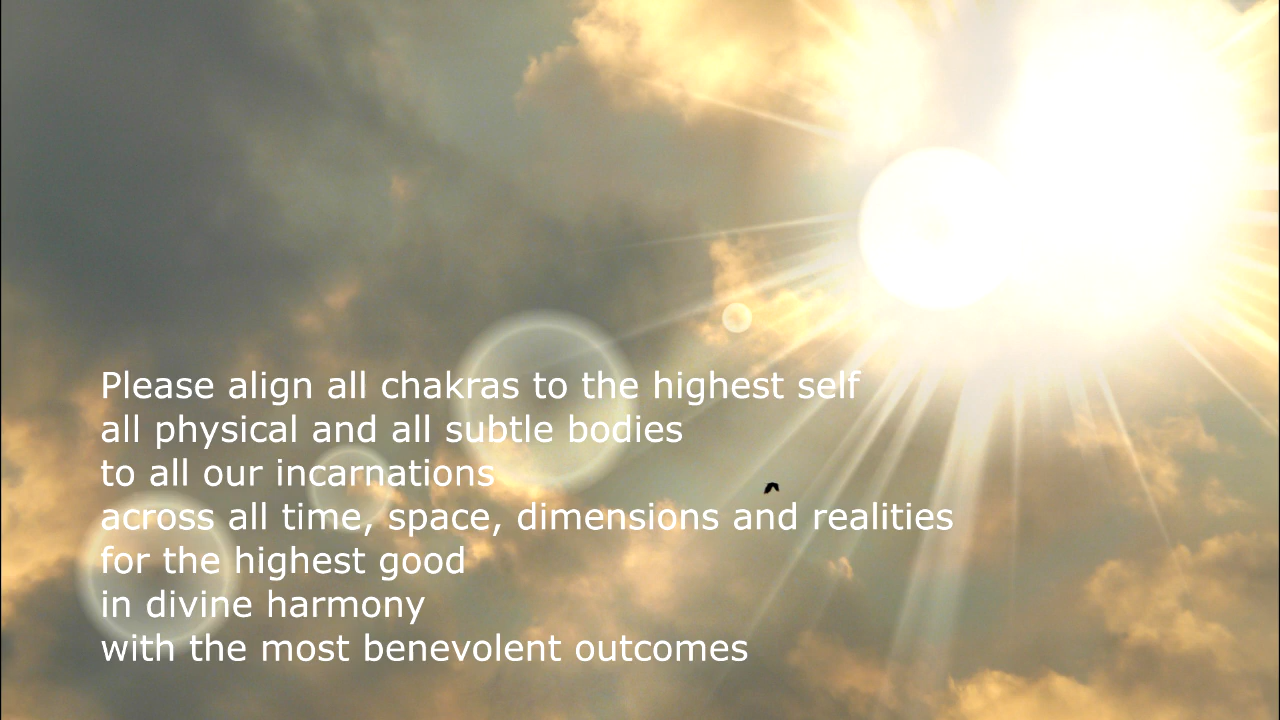 Please align all chakras to the highest self
all physical and all subtle bodies
to all our incarnations
across all time, space, dimensions and realities
for the highest good
in divine harmony
with the most benevolent outcomes